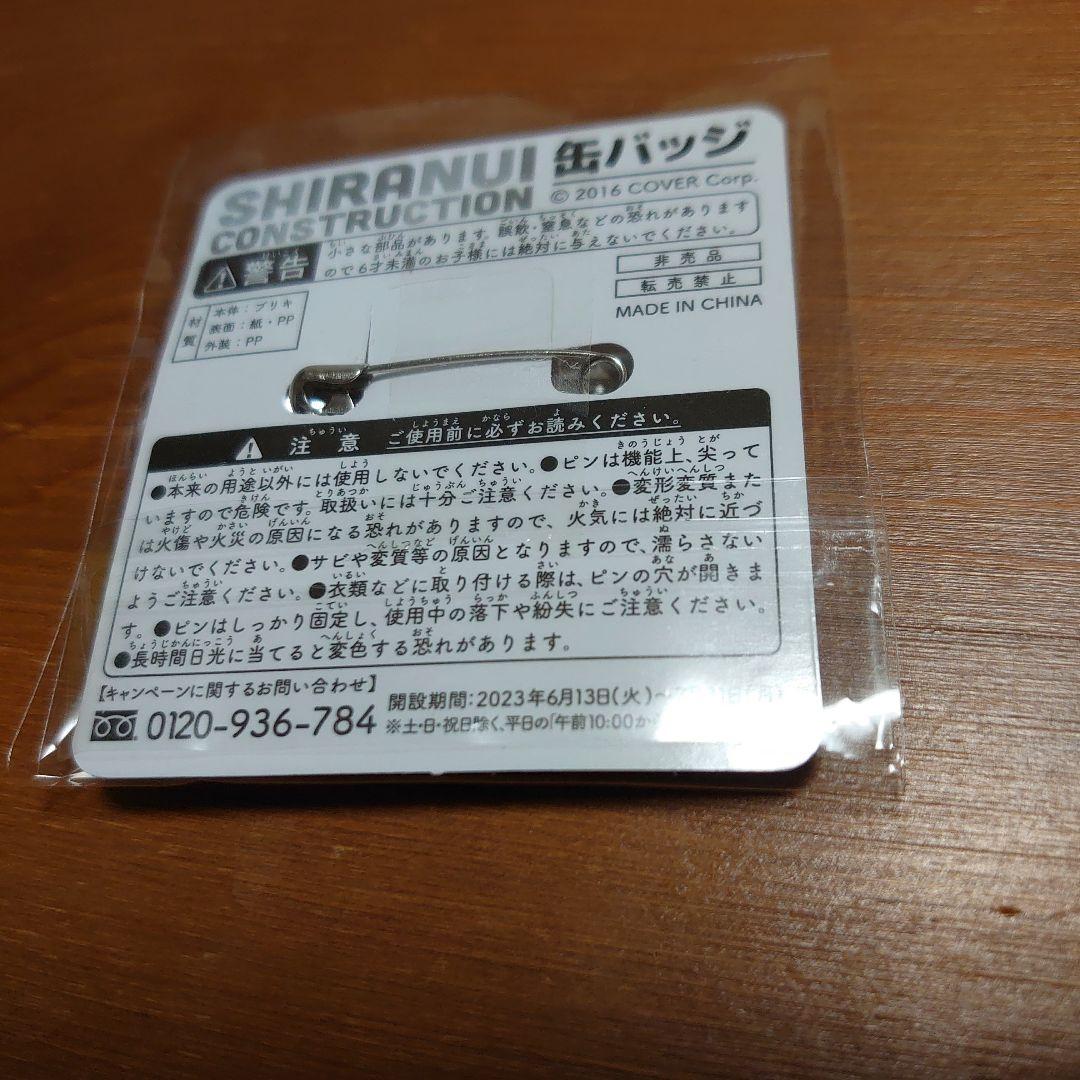 SHIRANUI
CONSTRUCTION
缶バッジ
© 2016 COVER Corp.
警告
小さな部品があります。誤飲・窒息などの恐れがあります
ので6才未満のお子様には絶対に与えないでください。
材質
本体：ブリキ
表面：紙・PP
外装：PP
非売品
転売禁止
MADE IN CHINA
注意 ご使用前に必ずお読みください。
●本来の用途以外には使用しないでください。●ピンは機能上、尖って
いますので危険です。取扱いには十分ご注意ください。●変形変質また
は火傷や火災の原因になる恐れがありますので、火気には絶対に近づ
けないでください。●サビや変質等の原因となりますので、濡らさない
ようご注意ください。●衣類などに取り付ける際は、ピンの穴が開きま
す。●ピンはしっかり固定し、使用中の落下や紛失にご注意ください。
●長時間日光に当てると変色する恐れがあります。
【キャンペーンに関するお問い合わせ】
0120-936-784
開設期間：2023年6月13日(火)〜
※土・日・祝日除く、平日の「午前10:00か